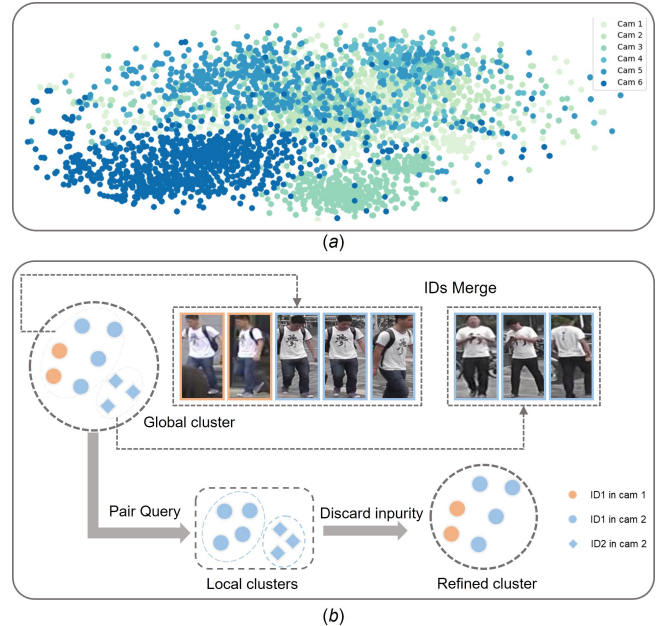 Cam 1
Cam 2
Cam 3
Cam 4
Cam 5
Cam 6
(a)
IDs Merge
Global cluster
Pair Query
Discard inpurity
ID1 in cam 1
ID1 in cam 2
ID2 in cam 2
Local clusters
Refined cluster
(b)